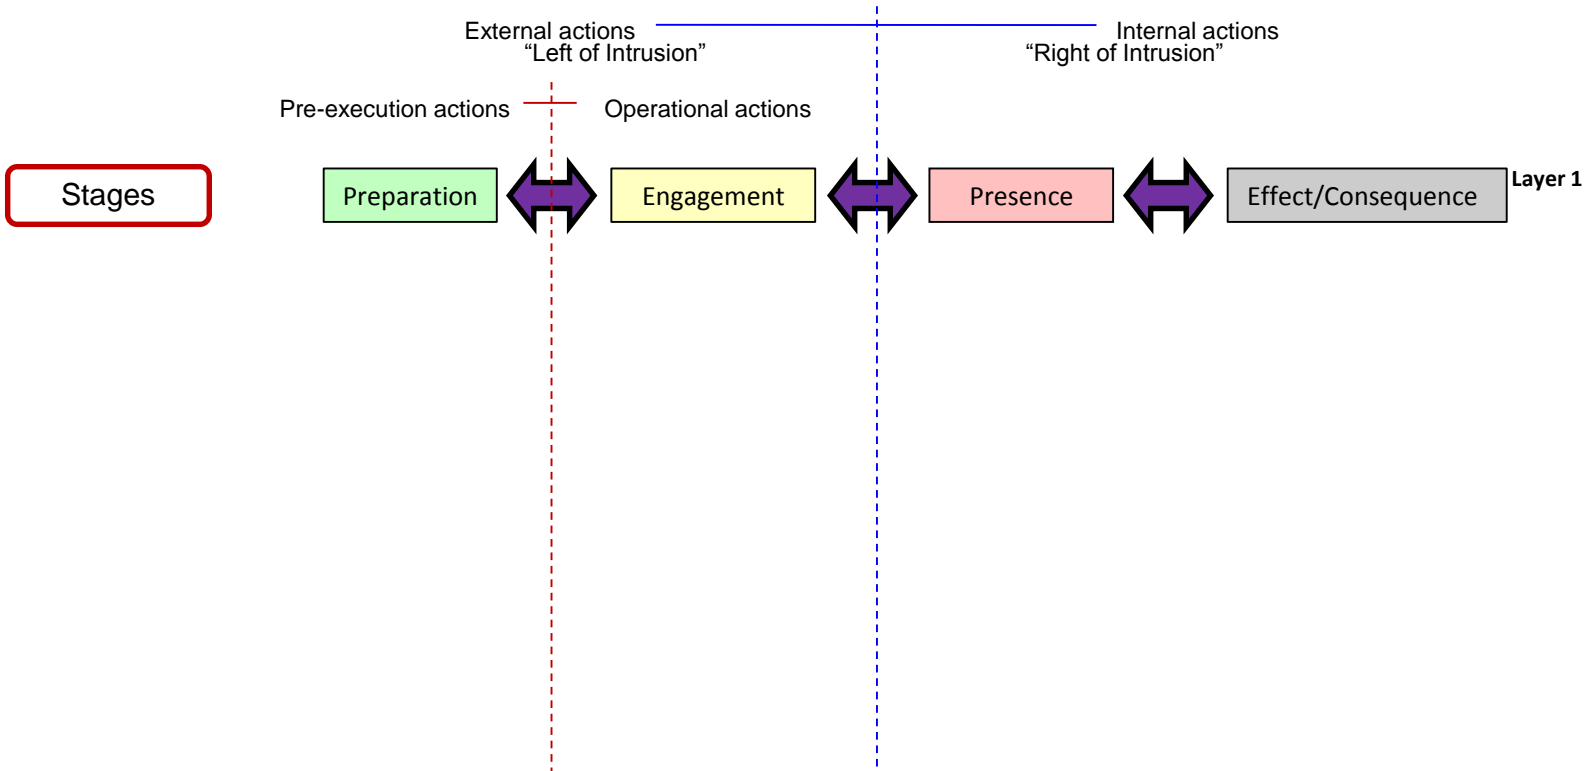 External actions
“Left of Intrusion”
Internal actions
“Right of Intrusion”
Pre-execution actions
Operational actions
Stages
Preparation
Engagement
Presence
Effect/Consequence
Layer 1